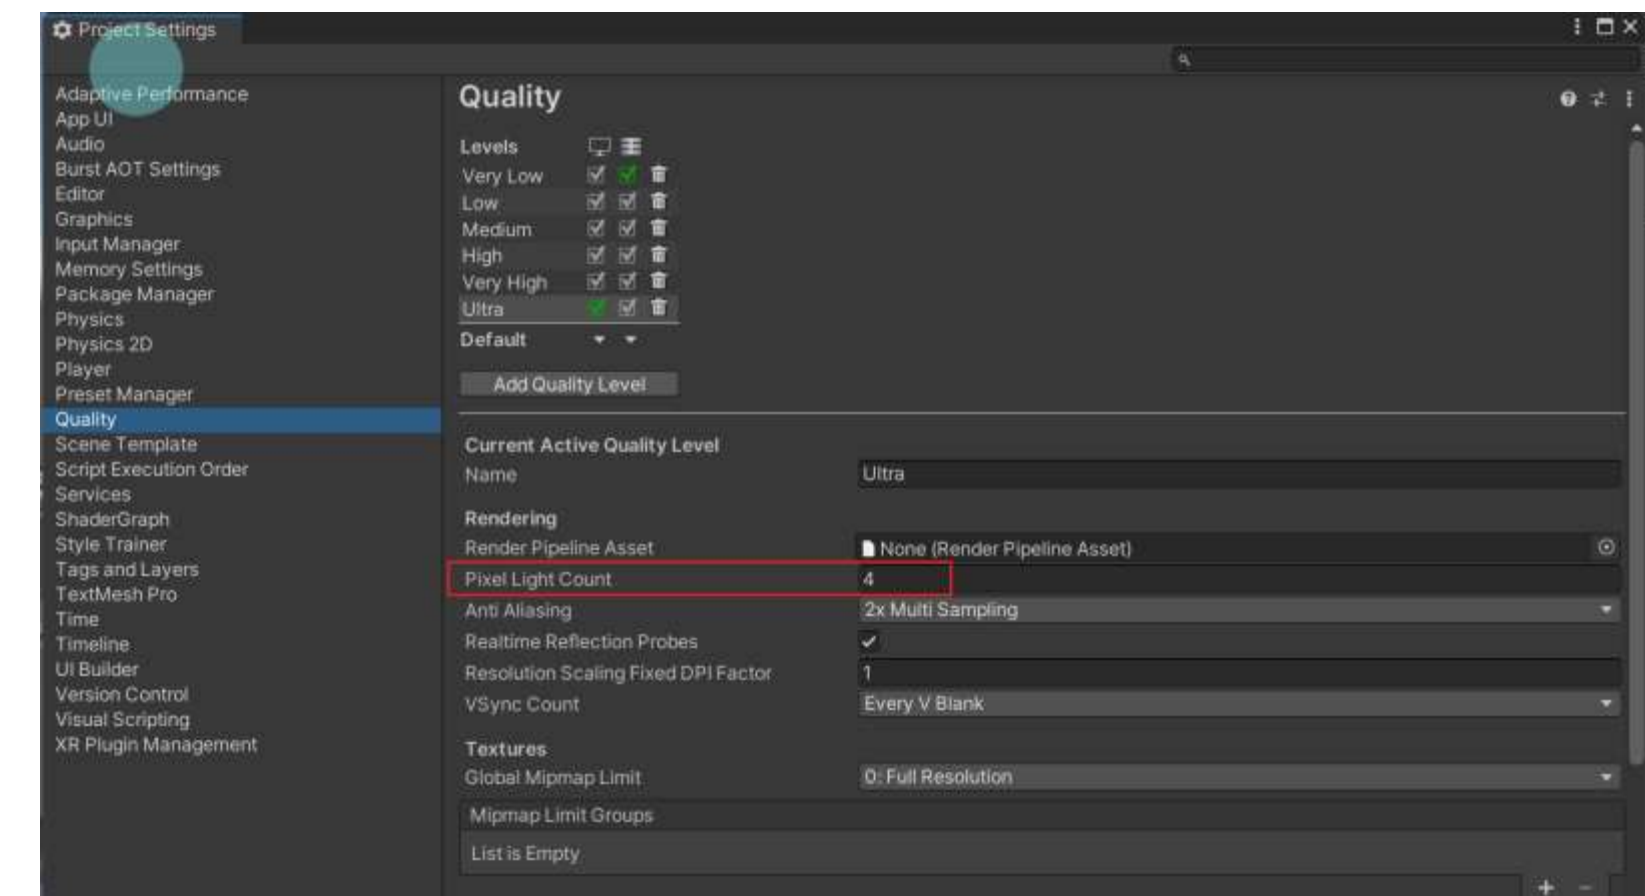 Project Settings
Adaptive Performance
App UI
Audio
Burst AOT Settings
Editor
Graphics
Input Manager
Memory Settings
Package Manager
Physics
Physics 2D
Player
Preset Manager
Quality
Scene Template
Script Execution Order
Services
ShaderGraph
Style Trainer
Tags and Layers
TextMesh Pro
Time
Timeline
UI Builder
Version Control
Visual Scripting
XR Plugin Management
Quality
Levels
Very Low
Low
Medium
High
Very High
Ultra
Default
Add Quality Level
Current Active Quality Level
Name Ultra
Rendering
Render Pipeline Asset None (Render Pipeline Asset)
Pixel Light Count 4
Anti Aliasing 2x Multi Sampling
Realtime Reflection Probes
Resolution Scaling Fixed DPI Factor 1
VSync Count Every V Blank
Textures
Global Mipmap Limit 0: Full Resolution
Mipmap Limit Groups
List is Empty